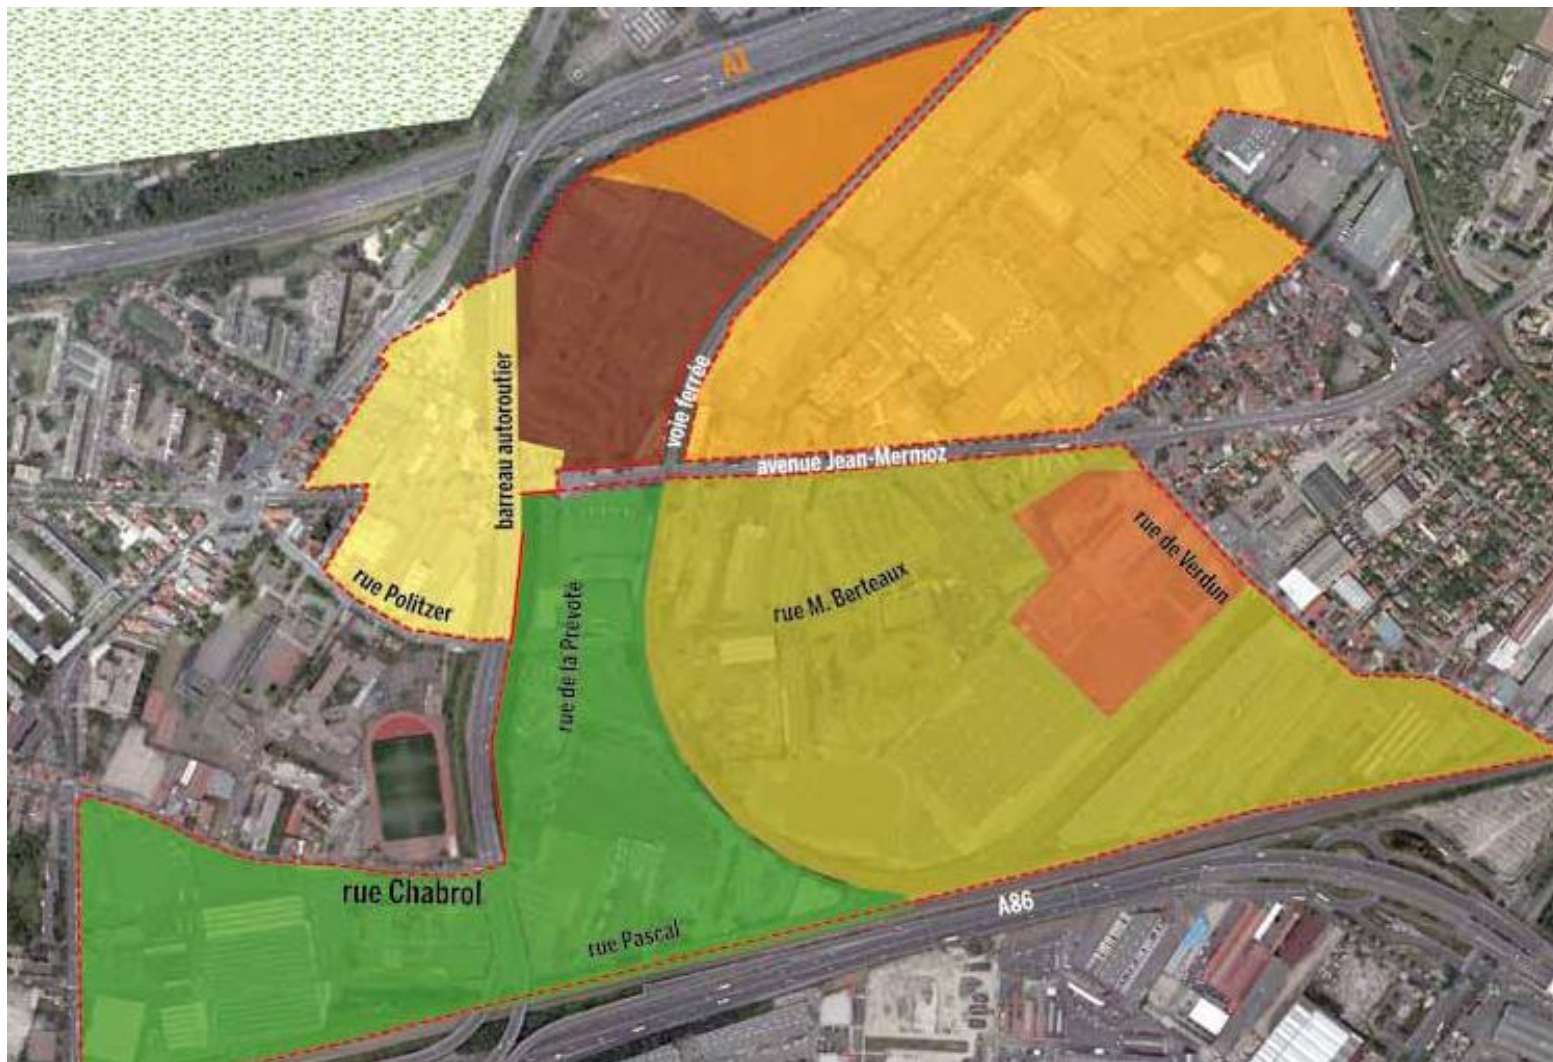 A1
voie ferrée
barreau autoroutier
avenue Jean-Mermoz
rue de Verdun
rue M. Berteaux
rue Politzer
rue de la Prévoté
rue Chabrol
A86
rue Pascal